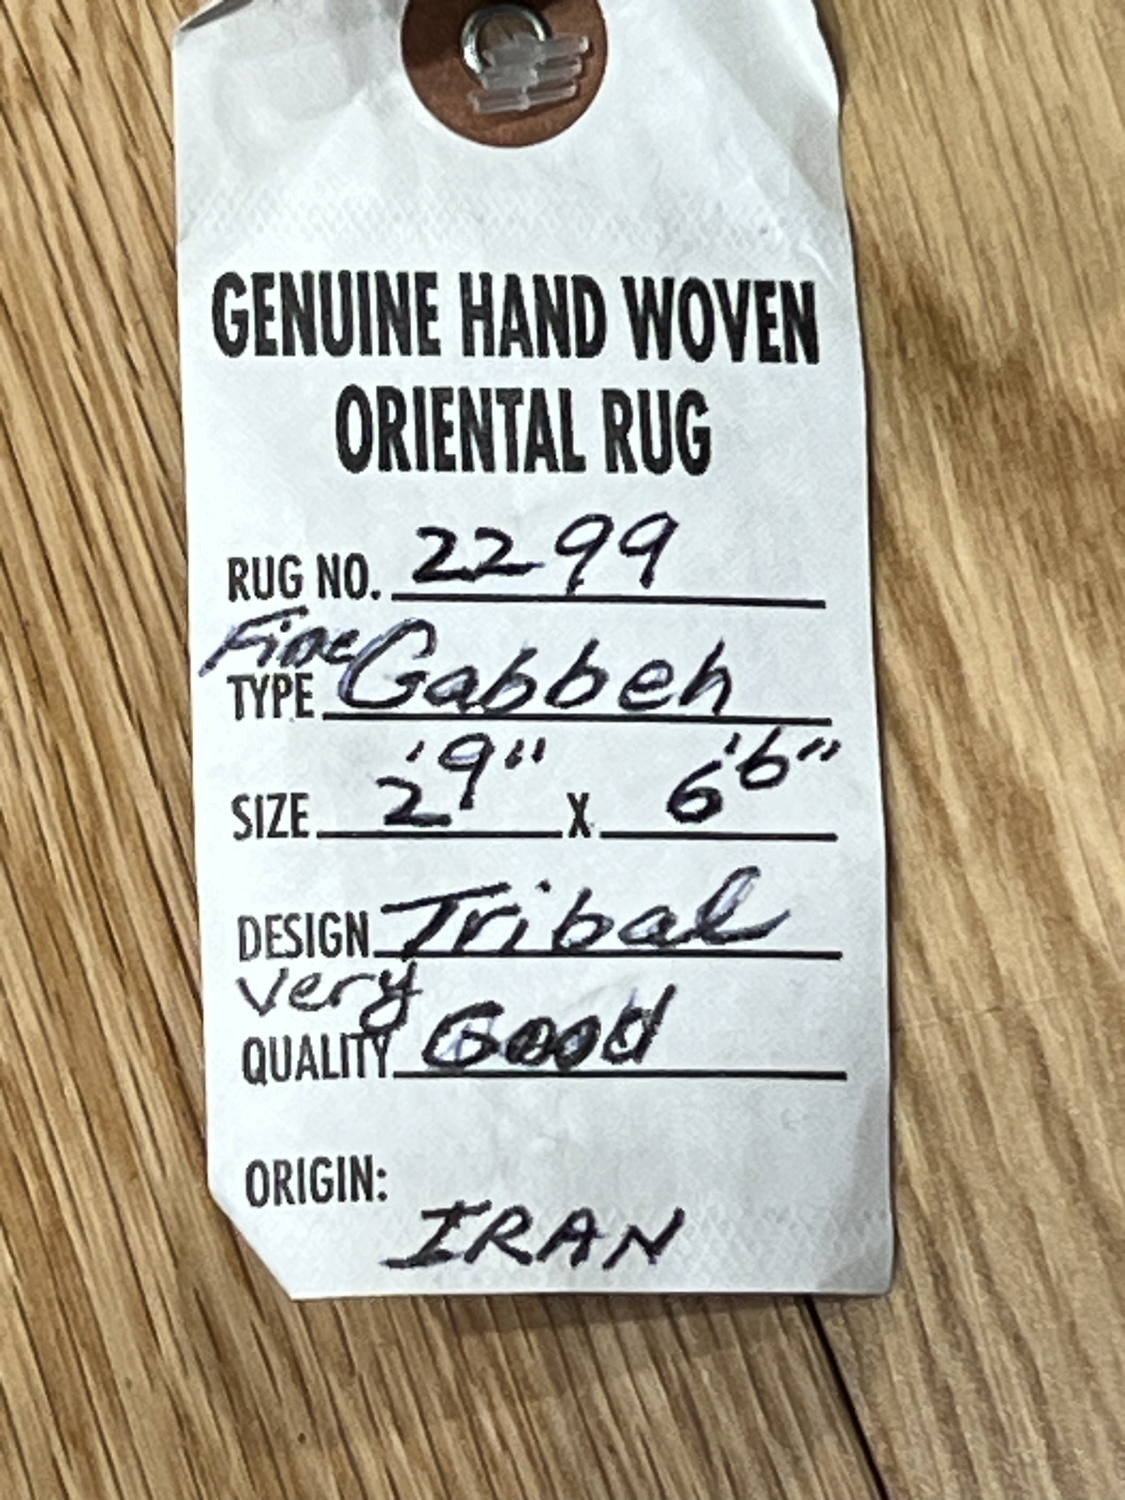 GENUINE HAND WOVEN
ORIENTAL RUG
RUG NO. 2299
Fine
TYPE Gabbeh
SIZE 2'9" X 6'6"
DESIGN Tribal
Very
QUALITY Good
ORIGIN:
IRAN